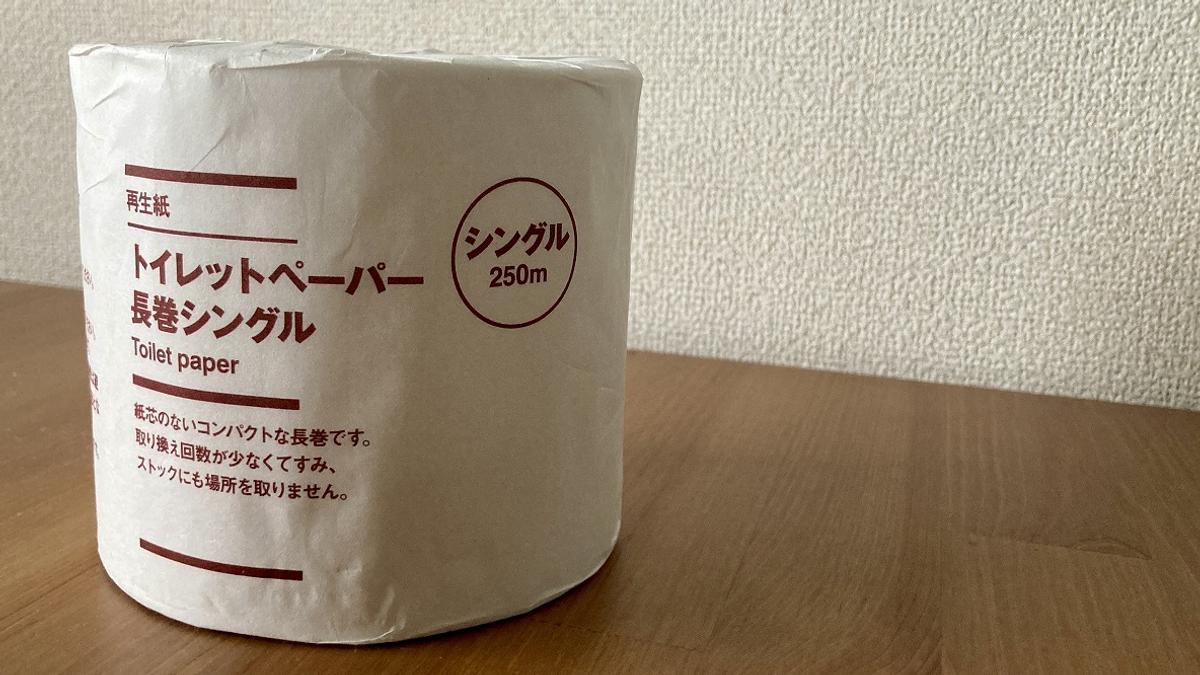 再生紙
トイレットペーパー
長巻シングル
Toilet paper
紙芯のないコンパクトな長巻です。
取り換え回数が少なくてすみ、
ストックにも場所を取りません。
シングル
250m